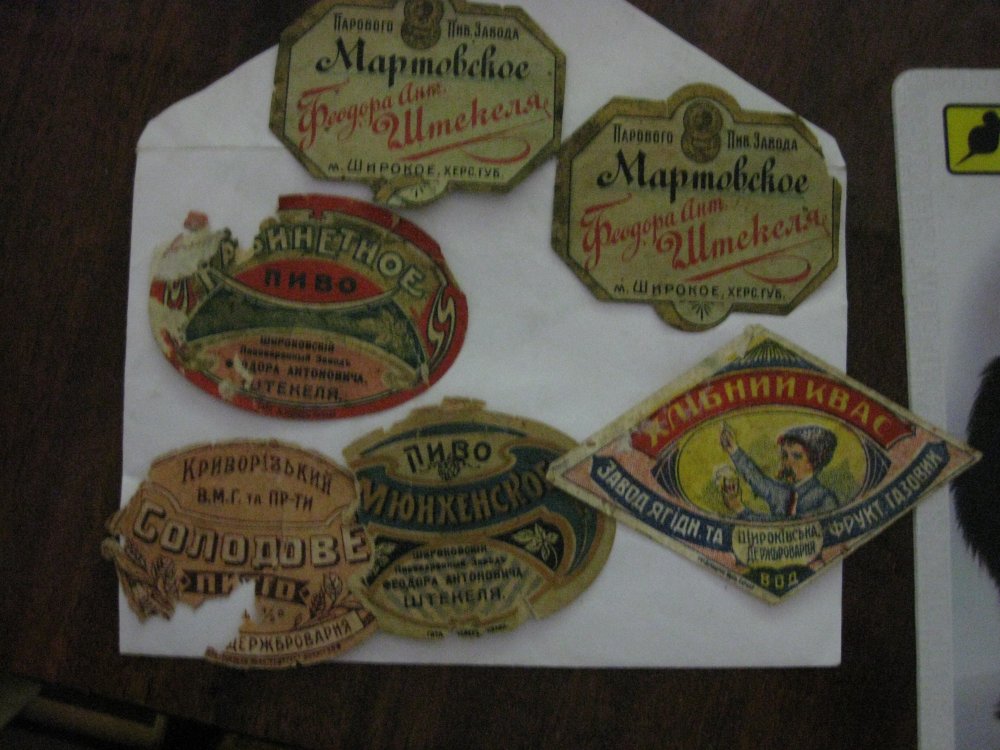 Парового Пив. Завода
Мартовское
Феодора Ант.
Штекеля
м. Широкое, Херс. губ.
Парового Пив. Завода
Мартовское
Феодора Ант.
Штекеля
м. Широкое, Херс. губ.
ПИВО
Широковскій
Пивоваренный Заводъ
ФЕОДОРА АНТОНОВИЧА
ШТЕКЕЛЯ.
ХЛІБНИЙ КВАС
ЗАВОД ЯГІДН. ТА ФРУКТ. ГАЗОВИХ
Широківська
Держброварня
ВОД
ПИВО
МЮНХЕНСКОЕ
Широковскій
Пивоваренный Заводъ
ФЕОДОРА АНТОНОВИЧА
ШТЕКЕЛЯ.
Криворізький
В.М.Г. та ПР-ТИ
СОЛОДОВЕ
ДЕРЖБРОВАРНЯ